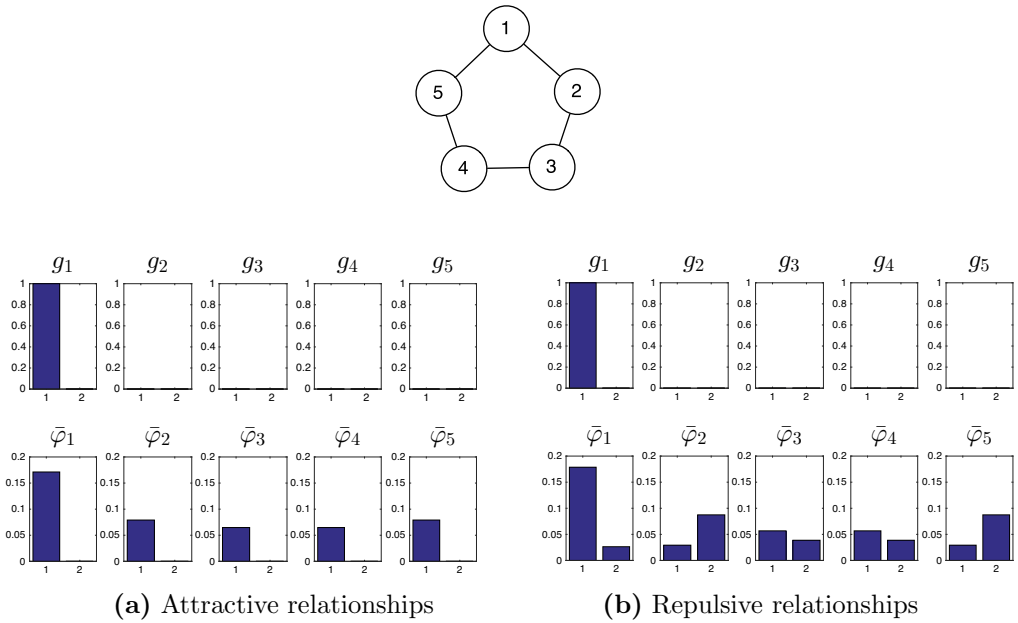 1
5
2
4
3
g₁ g₂ g₃ g₄ g₅ g₁ g₂ g₃ g₄ g₅
1 1 1 1 1 1 1 1 1 1
0.8 0.8 0.8 0.8 0.8 0.8 0.8 0.8 0.8 0.8
0.6 0.6 0.6 0.6 0.6 0.6 0.6 0.6 0.6 0.6
0.4 0.4 0.4 0.4 0.4 0.4 0.4 0.4 0.4 0.4
0.2 0.2 0.2 0.2 0.2 0.2 0.2 0.2 0.2 0.2
0 0 0 0 0 0 0 0 0 0
1 2 1 2 1 2 1 2 1 2 1 2 1 2 1 2 1 2 1 2
φ̄₁ φ̄₂ φ̄₃ φ̄₄ φ̄₅ φ̄₁ φ̄₂ φ̄₃ φ̄₄ φ̄₅
0.2 0.2 0.2 0.2 0.2 0.2 0.2 0.2 0.2 0.2
0.15 0.15 0.15 0.15 0.15 0.15 0.15 0.15 0.15 0.15
0.1 0.1 0.1 0.1 0.1 0.1 0.1 0.1 0.1 0.1
0.05 0.05 0.05 0.05 0.05 0.05 0.05 0.05 0.05 0.05
0 0 0 0 0 0 0 0 0 0
1 2 1 2 1 2 1 2 1 2 1 2 1 2 1 2 1 2 1 2
(a) Attractive relationships (b) Repulsive relationships